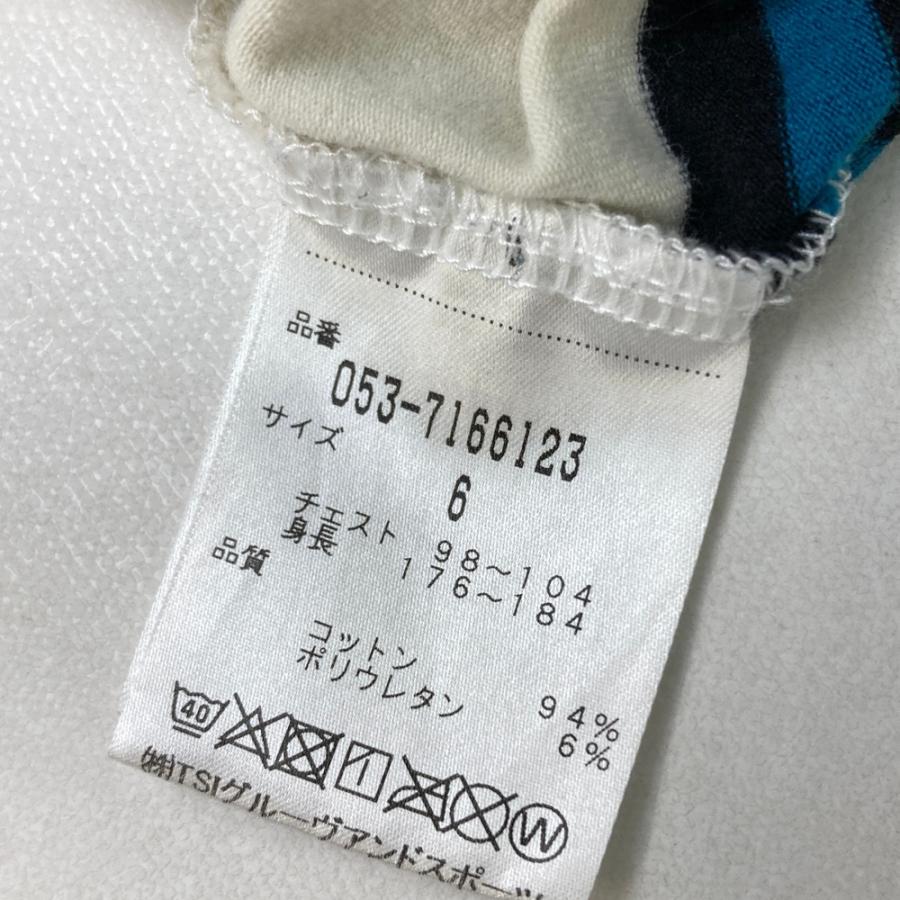 品番
053-7166123
サイズ
6
チェスト 98～104
身長 176～184
品質
コットン 94%
ポリウレタン 6%
40 W
㈱TSIグルーヴアンドスポーツ